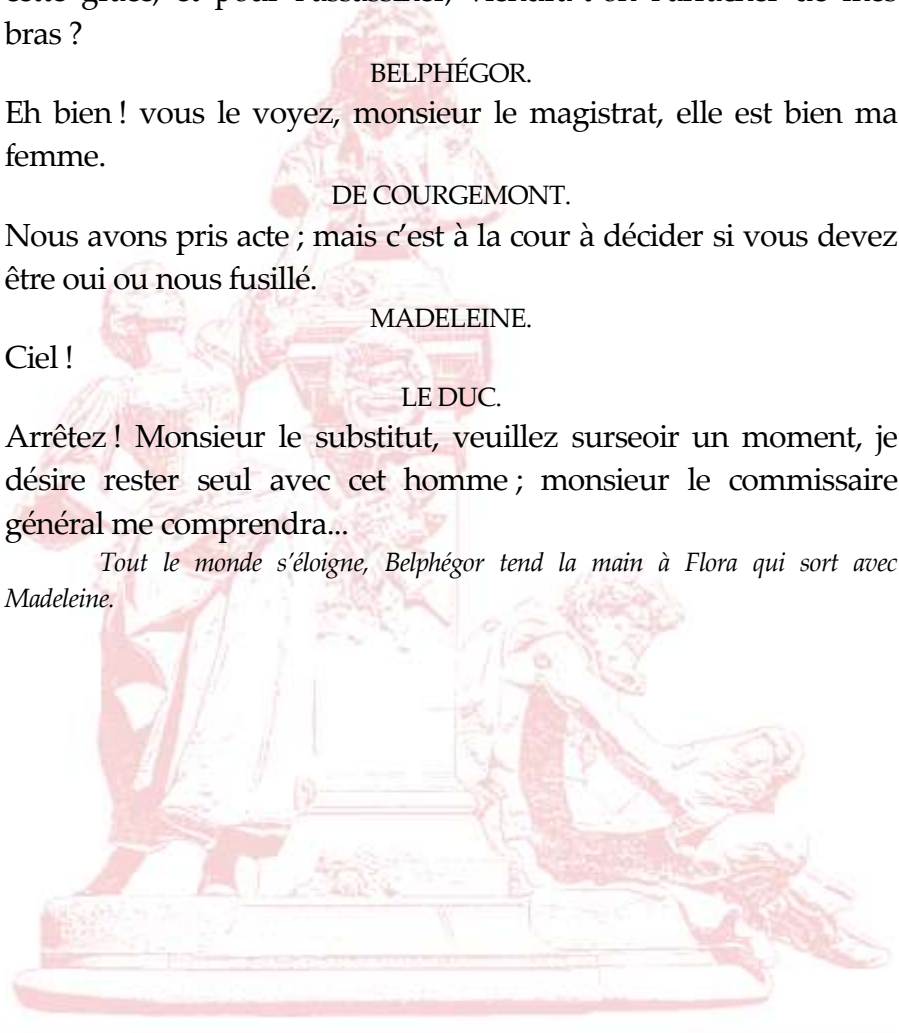 bras ?
BELPHÉGOR.
Eh bien ! vous le voyez, monsieur le magistrat, elle est bien ma
femme.
DE COURGEMONT.
Nous avons pris acte ; mais c’est à la cour à décider si vous devez
être oui ou nous fusillé.
MADELEINE.
Ciel !
LE DUC.
Arrêtez ! Monsieur le substitut, veuillez surseoir un moment, je
désire rester seul avec cet homme ; monsieur le commissaire
général me comprendra...
Tout le monde s’éloigne, Belphégor tend la main à Flora qui sort avec
Madeleine.